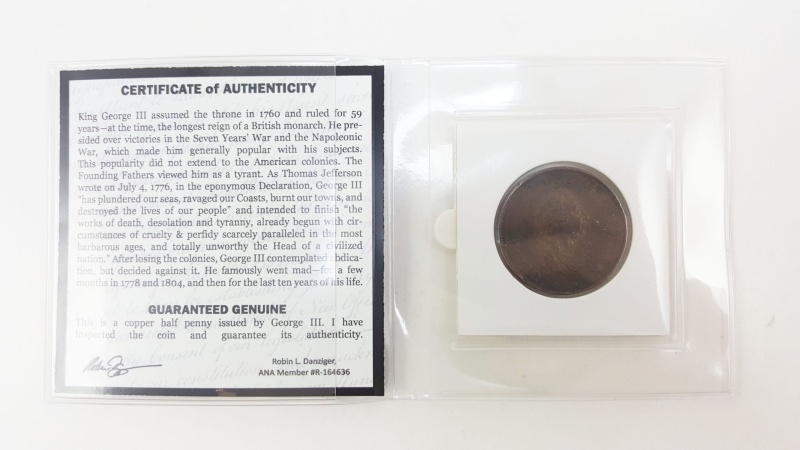 CERTIFICATE of AUTHENTICITY
King George III assumed the throne in 1760 and ruled for 59
years—at the time, the longest reign of a British monarch. He pre-
sided over victories in the Seven Years' War and the Napoleonic
War, which made him generally popular with his subjects.
This popularity did not extend to the American colonies. The
Founding Fathers viewed him as a tyrant. As Thomas Jefferson
wrote on July 4, 1776, in the eponymous Declaration, George III
"has plundered our seas, ravaged our Coasts, burnt our towns, and
destroyed the lives of our people" and intended to finish "the
works of death, desolation and tyranny, already begun with cir-
cumstances of cruelty & perfidy scarcely paralleled in the most
barbarous ages, and totally unworthy the Head of a civilized
nation." After losing the colonies, George III contemplated abdica-
tion, but decided against it. He famously went mad—for a few
months in 1778 and 1804, and then for the last ten years of his life.
GUARANTEED GENUINE
This is a copper half penny issued by George III. I have
inspected the coin and guarantee its authenticity.
Robin L. Danziger,
ANA Member #R-164636